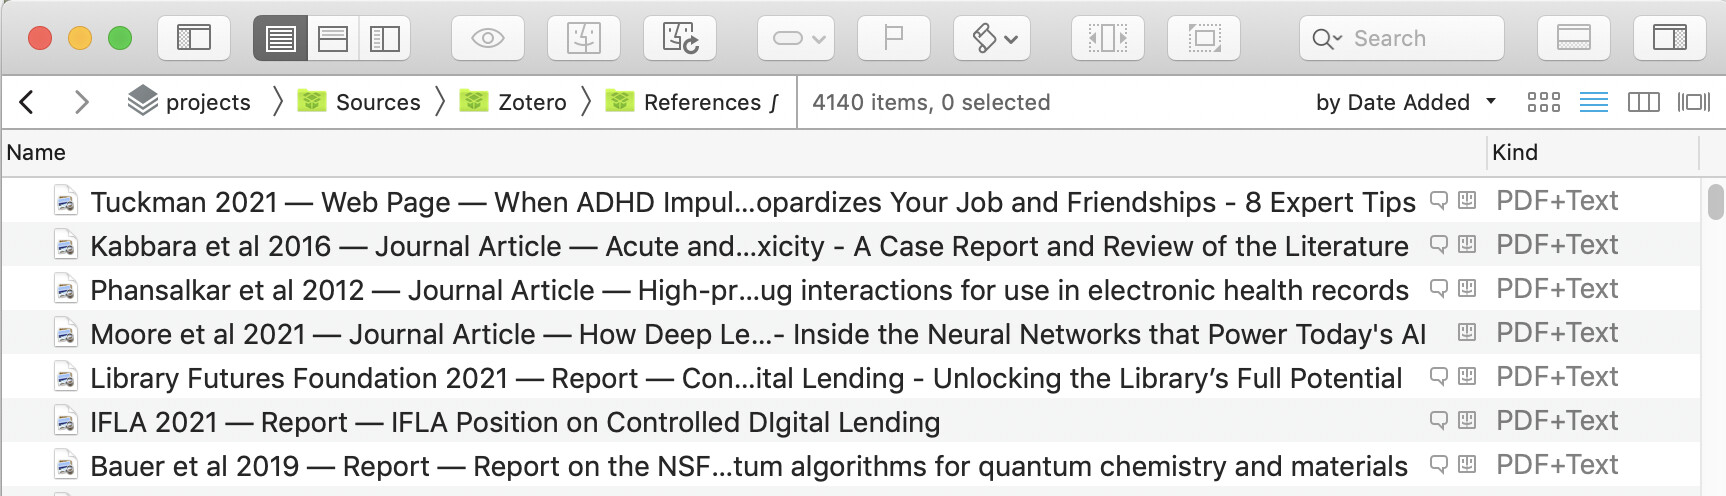 Search
projects Sources Zotero References ∫ 4140 items, 0 selected by Date Added
Name Kind
Tuckman 2021 — Web Page — When ADHD Impul...opardizes Your Job and Friendships - 8 Expert Tips PDF+Text
Kabbara et al 2016 — Journal Article — Acute and...xicity - A Case Report and Review of the Literature PDF+Text
Phansalkar et al 2012 — Journal Article — High-pr...ug interactions for use in electronic health records PDF+Text
Moore et al 2021 — Journal Article — How Deep Le...- Inside the Neural Networks that Power Today's AI PDF+Text
Library Futures Foundation 2021 — Report — Con...ital Lending - Unlocking the Library’s Full Potential PDF+Text
IFLA 2021 — Report — IFLA Position on Controlled DIgital Lending PDF+Text
Bauer et al 2019 — Report — Report on the NSF...tum algorithms for quantum chemistry and materials PDF+Text